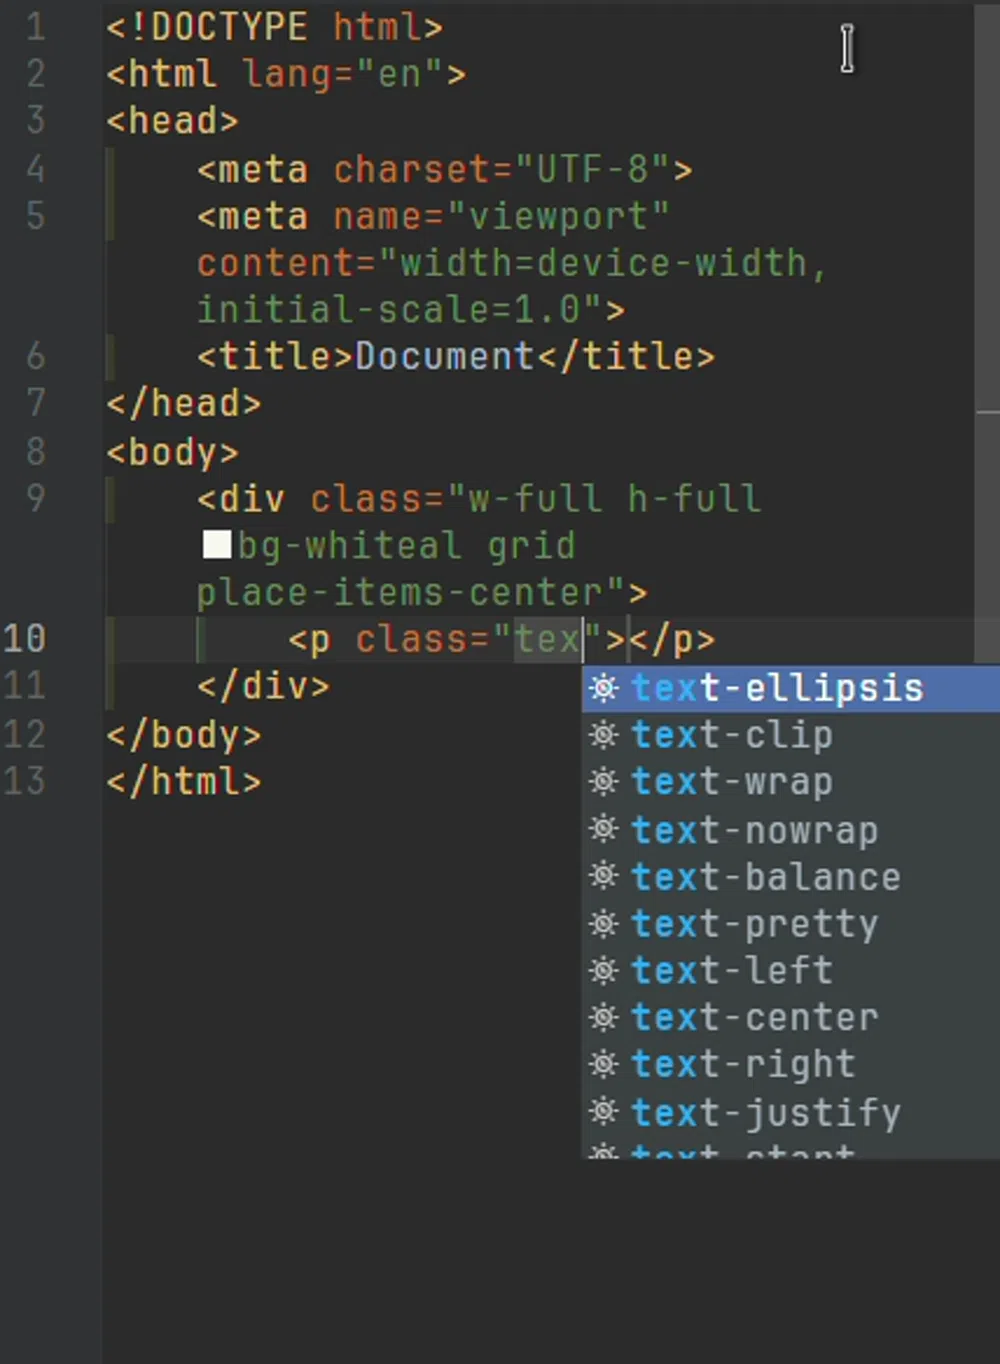 1 <!DOCTYPE html>
2 <html lang="en">
3 <head>
4 <meta charset="UTF-8">
5 <meta name="viewport"
content="width=device-width,
initial-scale=1.0">
6 <title>Document</title>
7 </head>
8 <body>
9 <div class="w-full h-full
bg-whiteal grid
place-items-center">
10 <p class="tex"></p>
11 </div>
12 </body>
13 </html>
text-ellipsis
text-clip
text-wrap
text-nowrap
text-balance
text-pretty
text-left
text-center
text-right
text-justify
text-start